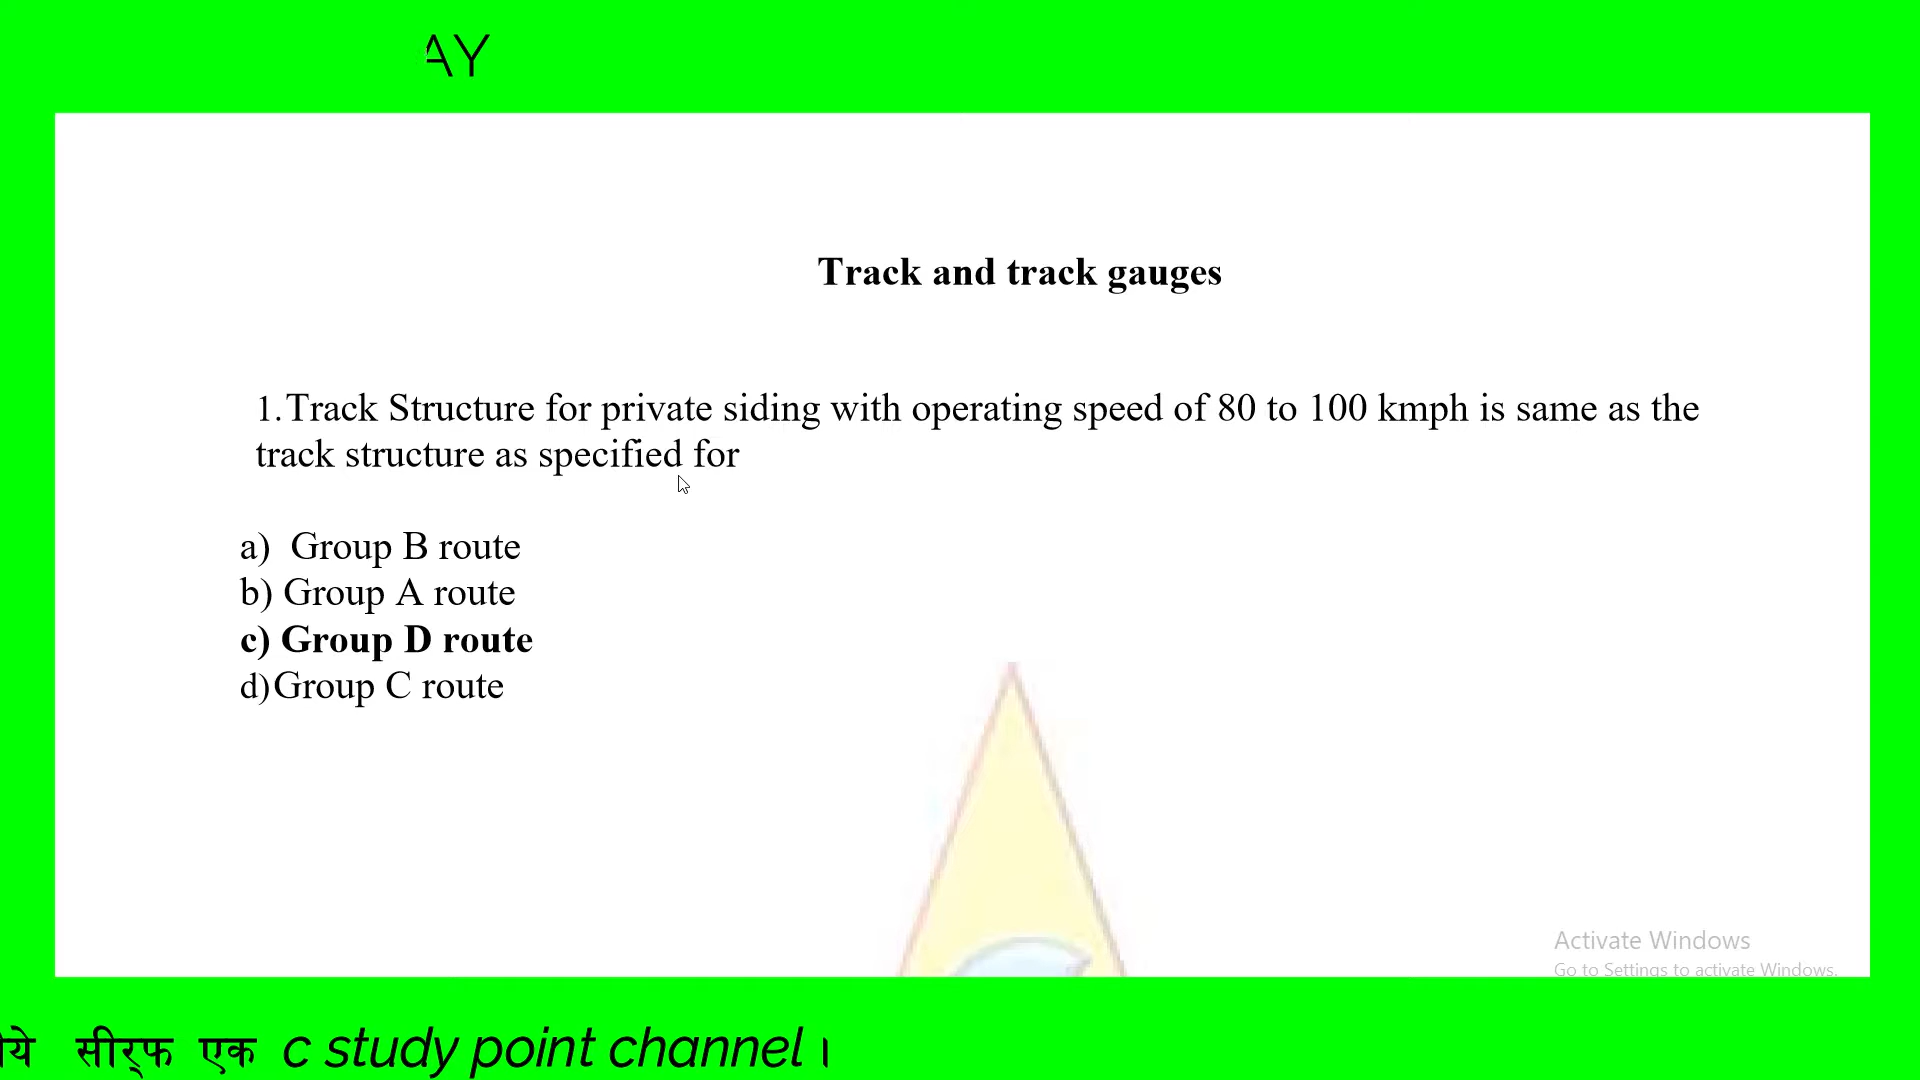 AY
Track and track gauges
1.Track Structure for private siding with operating speed of 80 to 100 kmph is same as the
track structure as specified for
a) Group B route
b) Group A route
c) Group D route
d)Group C route
Activate Windows
Go to Settings to activate Windows.
सीर्फ एक c study point channel ।